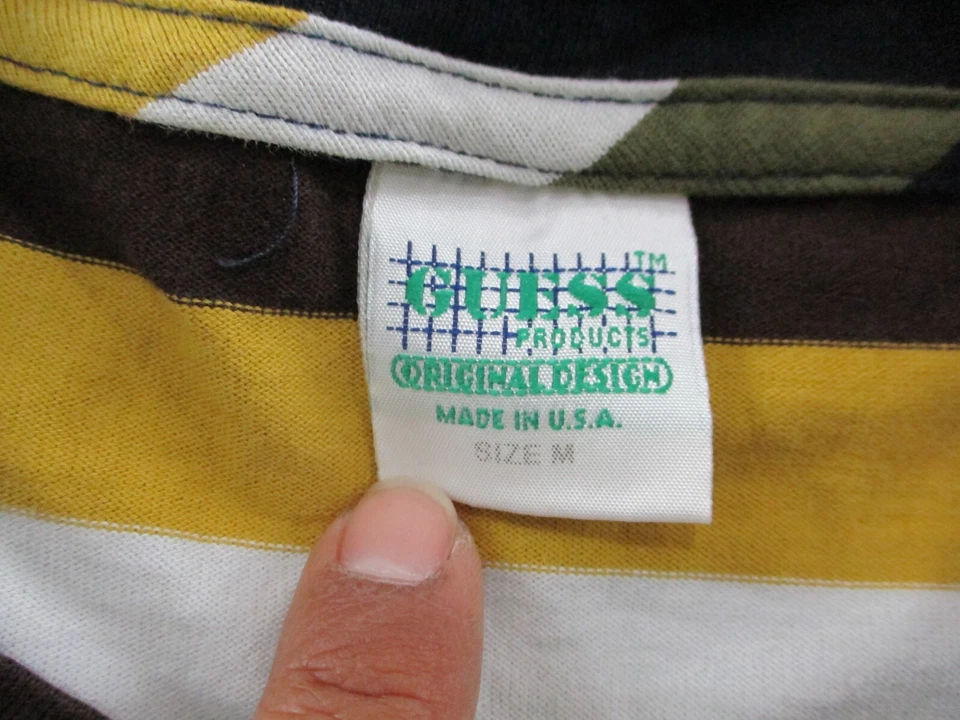 GUESS™
PRODUCTS
ORIGINAL DESIGN
MADE IN U.S.A.
SIZE M